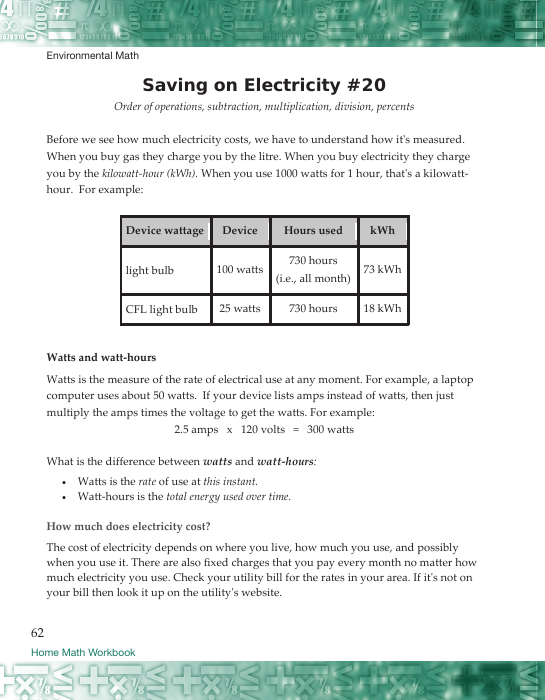 Environmental Math
Saving on Electricity #20
Order of operations, subtraction, multiplication, division, percents
Before we see how much electricity costs, we have to understand how it's measured.
When you buy gas they charge you by the litre. When you buy electricity they charge
you by the kilowatt-hour (kWh). When you use 1000 watts for 1 hour, that's a kilowatt-
hour.  For example:
Device wattage Device Hours used kWh
light bulb 100 watts 730 hours 73 kWh
(i.e., all month)
CFL light bulb 25 watts 730 hours 18 kWh
Watts and watt-hours
Watts is the measure of the rate of electrical use at any moment. For example, a laptop
computer uses about 50 watts.  If your device lists amps instead of watts, then just
multiply the amps times the voltage to get the watts. For example:
2.5 amps   x   120 volts   =   300 watts
What is the difference between watts and watt-hours:
• Watts is the rate of use at this instant.
• Watt-hours is the total energy used over time.
How much does electricity cost?
The cost of electricity depends on where you live, how much you use, and possibly
when you use it. There are also fixed charges that you pay every month no matter how
much electricity you use. Check your utility bill for the rates in your area. If it's not on
your bill then look it up on the utility's website.
62
Home Math Workbook